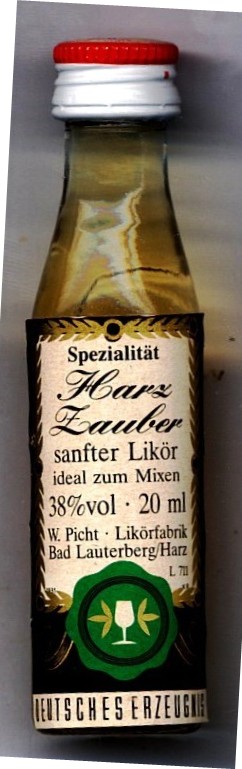 Spezialität
Harz
Zauber
sanfter Likör
ideal zum Mixen
38%vol · 20 ml
W. Picht · Likörfabrik
Bad Lauterberg/Harz
L 711
DEUTSCHES ERZEUGNIS